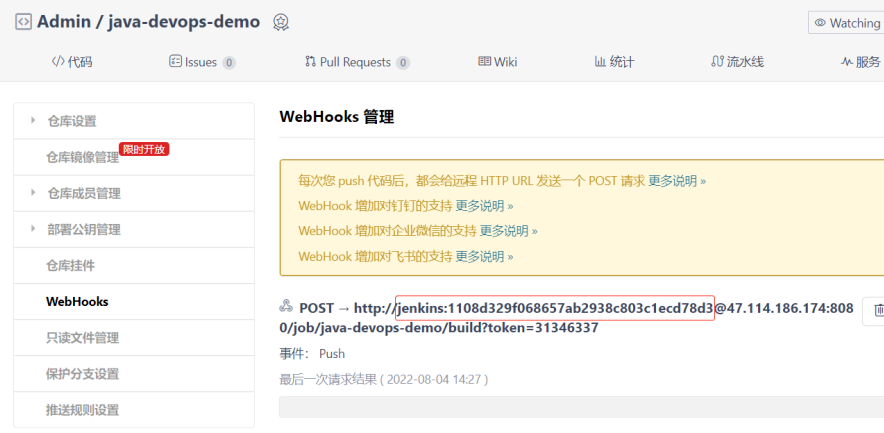 Admin / java-devops-demo
Watching
代码
Issues 0
Pull Requests 0
Wiki
统计
流水线
服务
仓库设置
仓库镜像管理 限时开放
仓库成员管理
部署公钥管理
仓库挂件
WebHooks
只读文件管理
保护分支设置
推送规则设置
WebHooks 管理
每次您 push 代码后，都会给远程 HTTP URL 发送一个 POST 请求 更多说明 »
WebHook 增加对钉钉的支持 更多说明 »
WebHook 增加对企业微信的支持 更多说明 »
WebHook 增加对飞书的支持 更多说明 »
POST → http://jenkins:1108d329f068657ab2938c803c1ecd78d3@47.114.186.174:808
0/job/java-devops-demo/build?token=31346337
事件： Push
最后一次请求结果 ( 2022-08-04 14:27 )